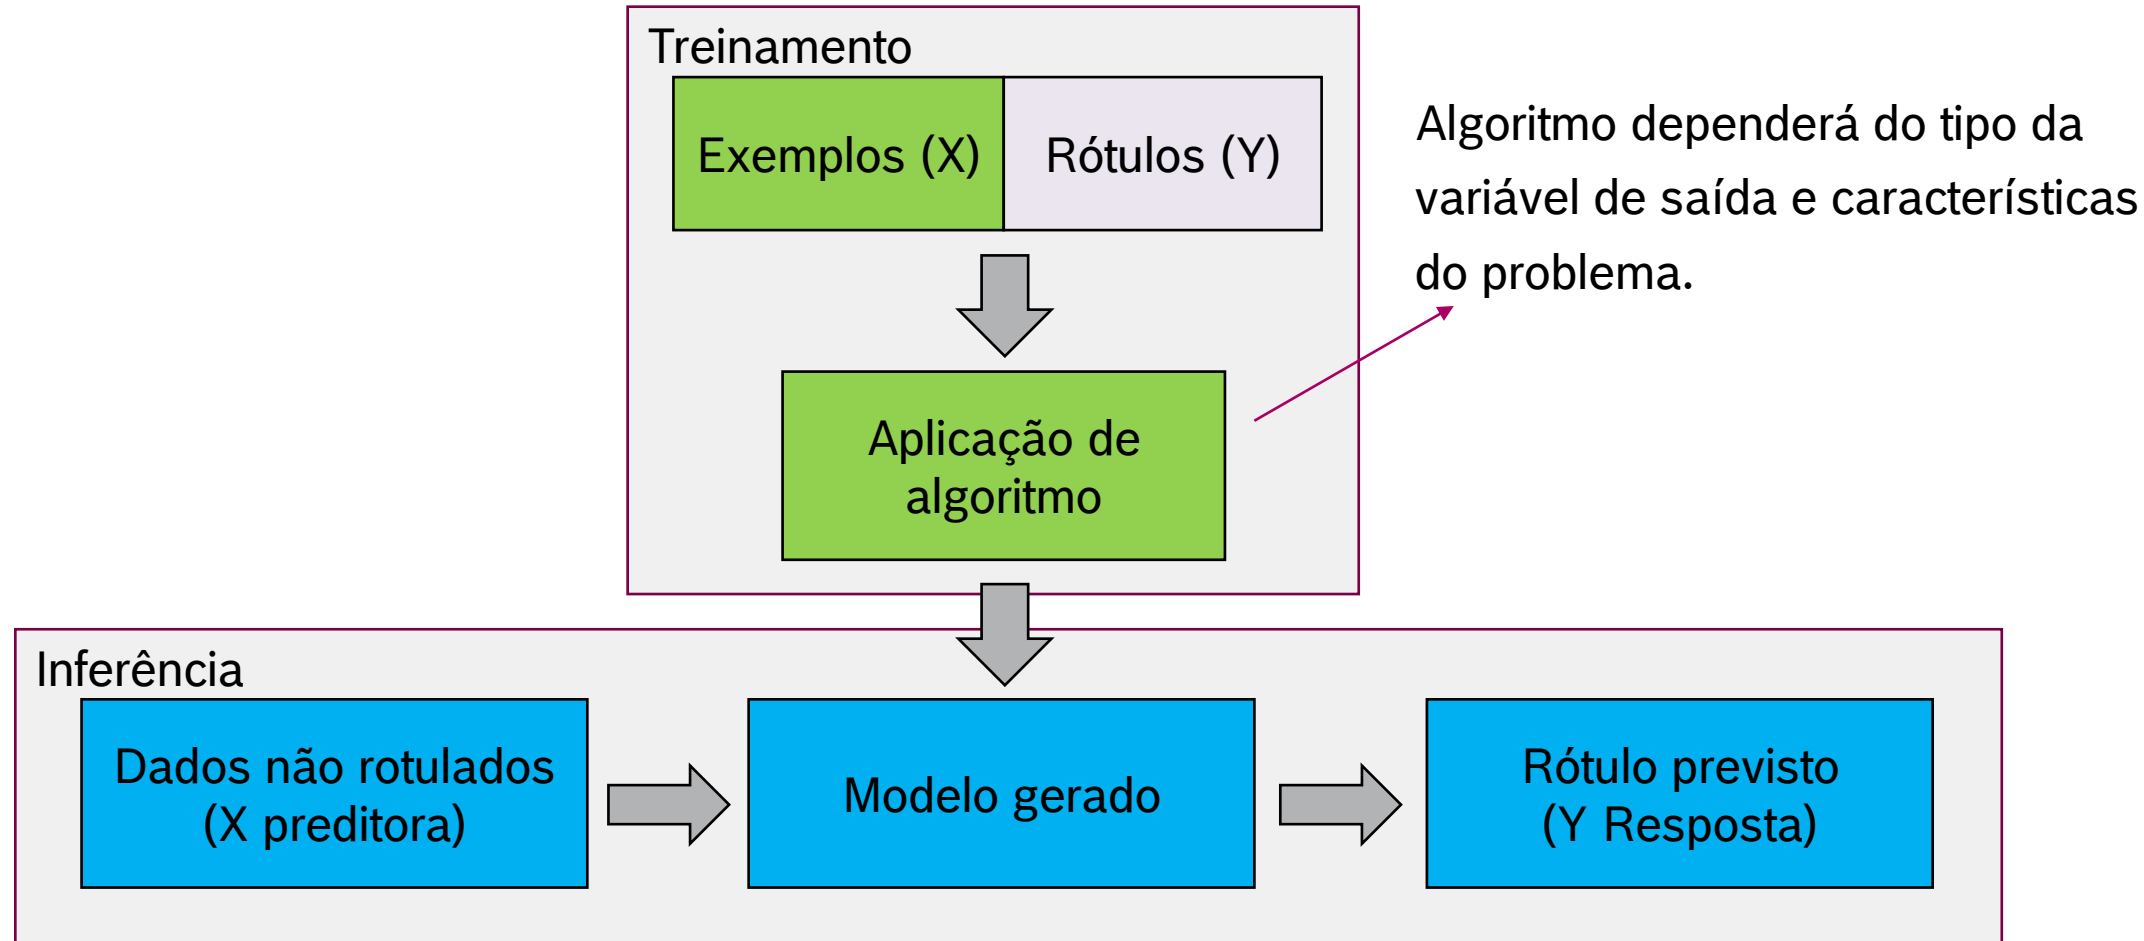 Treinamento
Exemplos (X)
Rótulos (Y)
Algoritmo dependerá do tipo da
variável de saída e características
do problema.
Aplicação de
algoritmo
Inferência
Dados não rotulados
(X preditora)
Modelo gerado
Rótulo previsto
(Y Resposta)